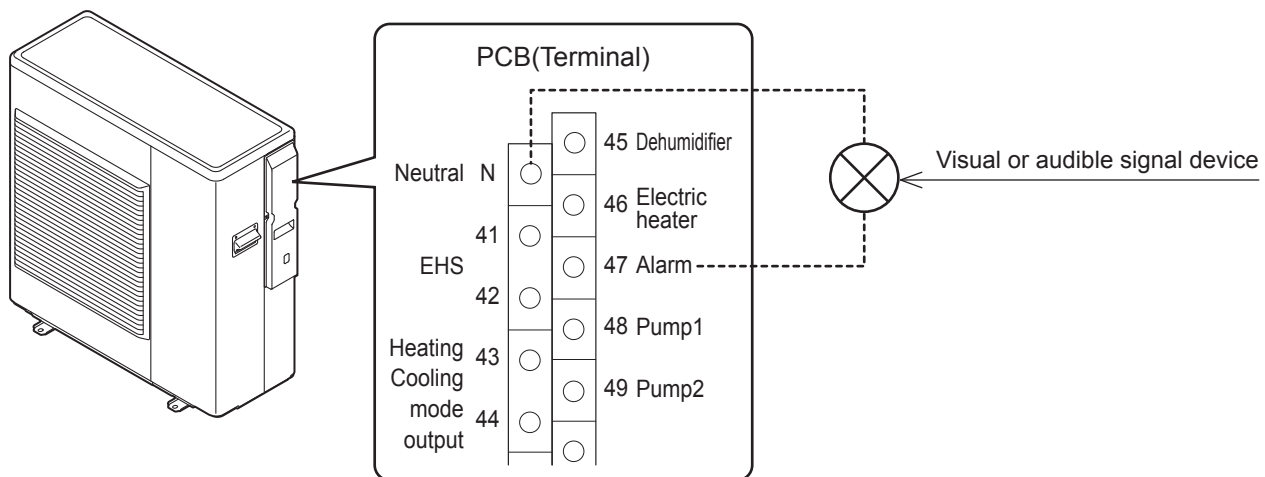 PCB(Terminal)
Neutral N
41
EHS
42
Heating 43
Cooling
mode 44
output
45 Dehumidifier
46 Electric
heater
47 Alarm
48 Pump1
49 Pump2
Visual or audible signal device